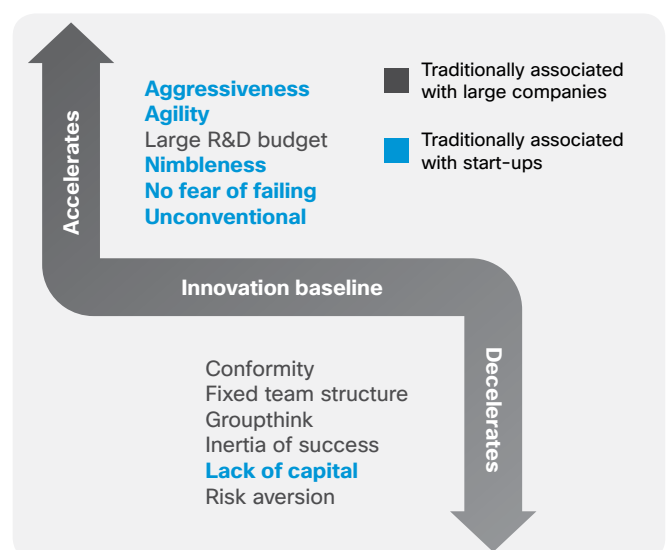 Accelerates
Aggressiveness
Agility
Large R&D budget
Nimbleness
No fear of failing
Unconventional
Traditionally associated
with large companies
Traditionally associated
with start-ups
Innovation baseline
Conformity
Fixed team structure
Groupthink
Inertia of success
Lack of capital
Risk aversion
Decelerates